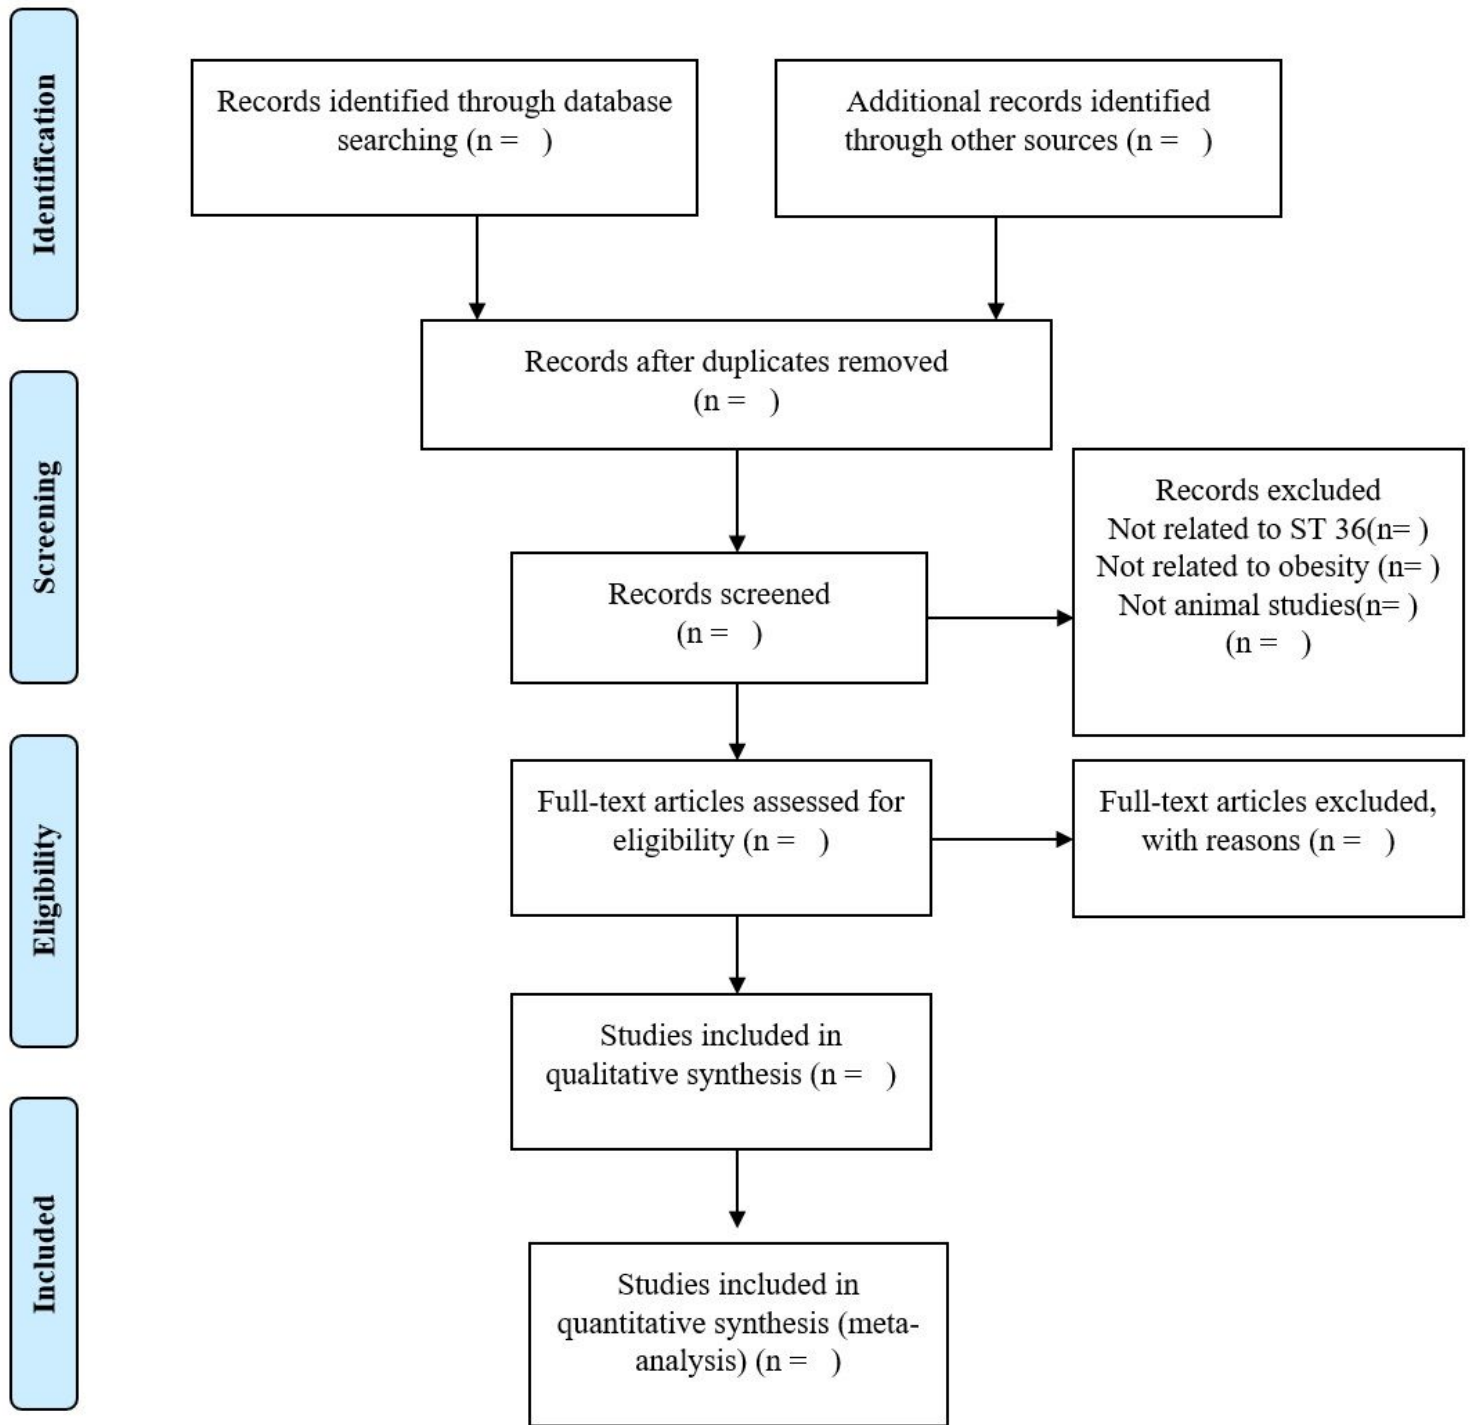 Identification
Records identified through database
searching (n =   )
Additional records identified
through other sources (n =   )
Records after duplicates removed
(n =   )
Screening
Records screened
(n =   )
Records excluded
Not related to ST 36(n= )
Not related to obesity (n= )
Not animal studies(n= )
(n =   )
Eligibility
Full-text articles assessed for
eligibility (n =   )
Full-text articles excluded,
with reasons (n =   )
Studies included in
qualitative synthesis (n =   )
Included
Studies included in
quantitative synthesis (meta-
analysis) (n =   )